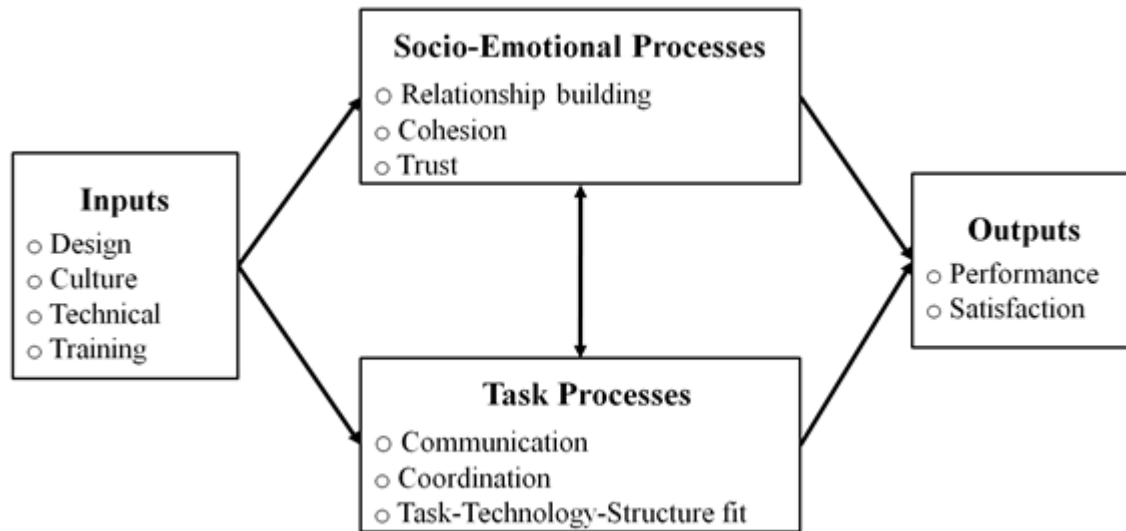 Socio-Emotional Processes
○ Relationship building
○ Cohesion
○ Trust
Inputs
○ Design
○ Culture
○ Technical
○ Training
Outputs
○ Performance
○ Satisfaction
Task Processes
○ Communication
○ Coordination
○ Task-Technology-Structure fit